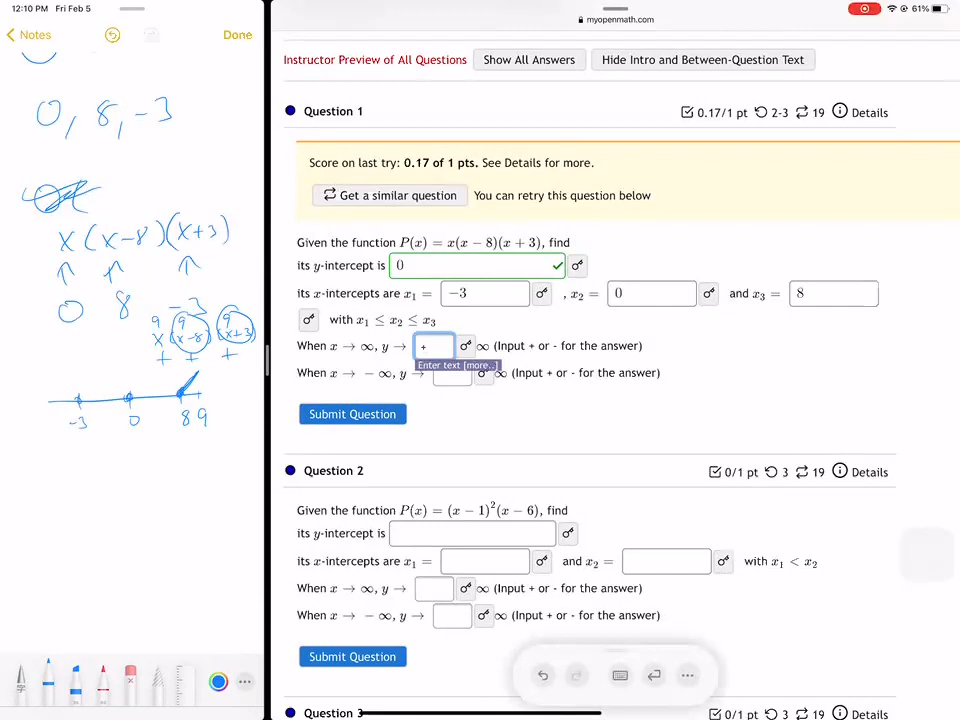 12:10 PM Fri Feb 5
61%
myopenmath.com
Notes
Done
0, 8, -3
x(x-8)(x+3)
0 8 -3
9 9 9
x (x-8) (x+3)
+ + +
-3 0 8 9
Instructor Preview of All Questions
Show All Answers
Hide Intro and Between-Question Text
Question 1
0.17/1 pt 2-3 19 Details
Score on last try: 0.17 of 1 pts. See Details for more.
Get a similar question You can retry this question below
Given the function P(x) = x(x − 8)(x + 3), find
its y-intercept is 0
its x-intercepts are x₁ = −3 , x₂ = 0 and x₃ = 8
with x₁ ≤ x₂ ≤ x₃
When x → ∞, y → + ∞ (Input + or - for the answer)
Enter text [more..]
When x → − ∞, y → ∞ (Input + or - for the answer)
Submit Question
Question 2
0/1 pt 3 19 Details
Given the function P(x) = (x − 1)²(x − 6), find
its y-intercept is
its x-intercepts are x₁ = and x₂ = with x₁ < x₂
When x → ∞, y → ∞ (Input + or - for the answer)
When x → − ∞, y → ∞ (Input + or - for the answer)
Submit Question
Question 3
0/1 pt 3 19 Details